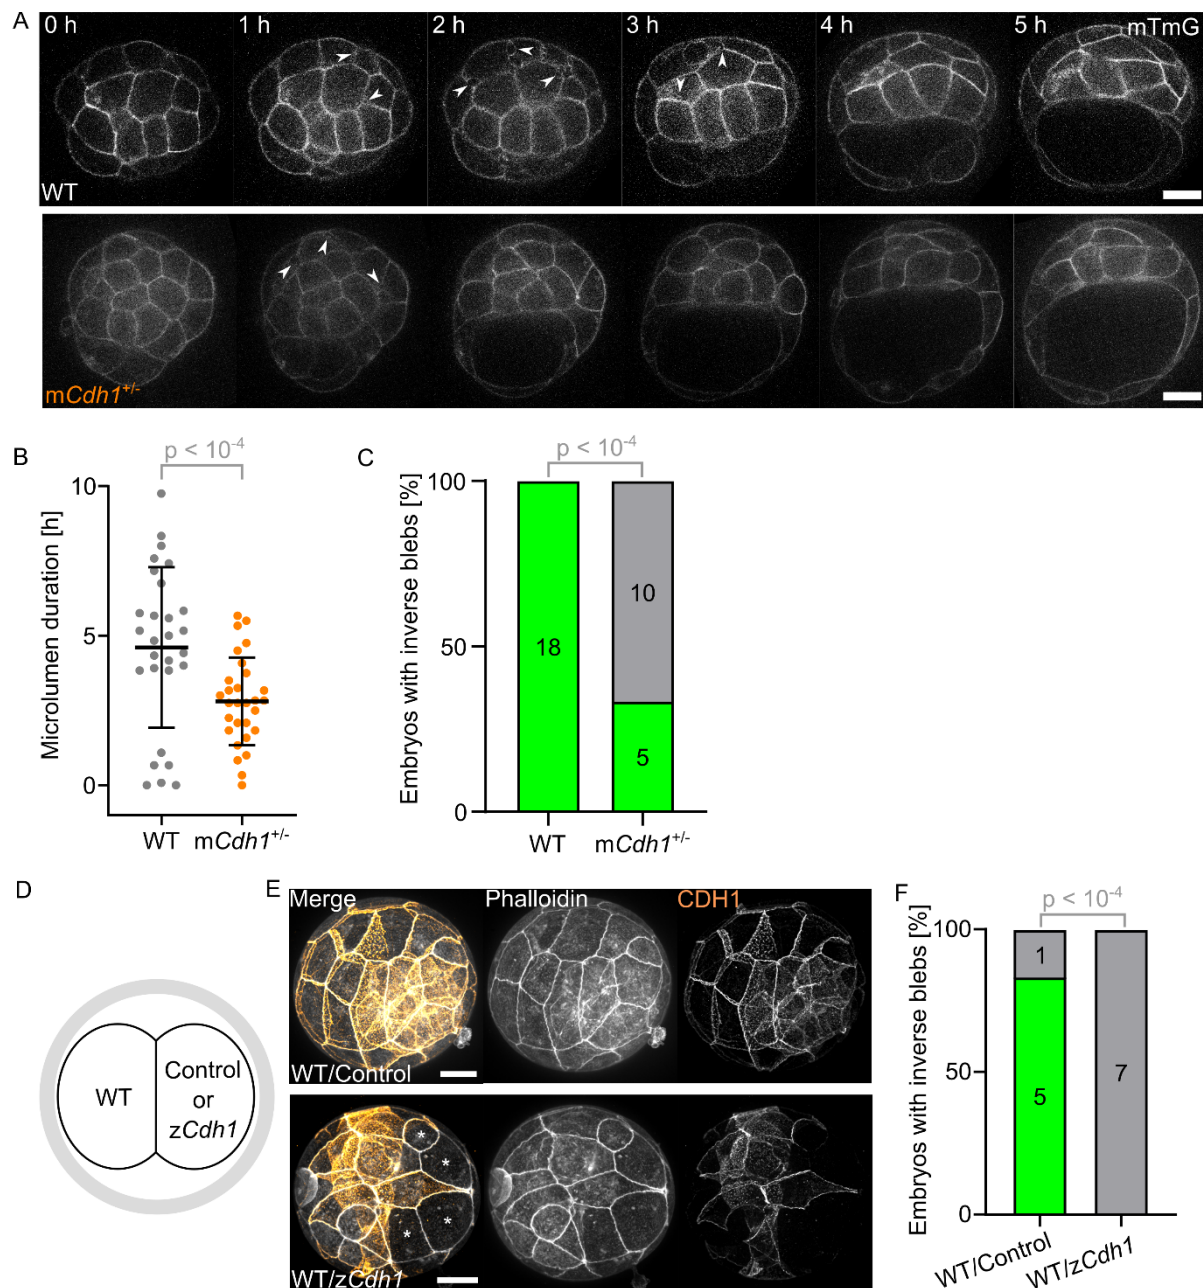 A
0 h
1 h
2 h
3 h
4 h
5 h
mTmG
WT
mCdh1+/-
B
p < 10-4
Microlumen duration [h]
10
5
0
WT
mCdh1+/-
C
p < 10-4
Embryos with inverse blebs [%]
100
50
0
18
10
5
WT
mCdh1+/-
D
WT
Control
or
zCdh1
E
Merge
Phalloidin
CDH1
WT/Control
* * * *
WT/zCdh1
F
p < 10-4
Embryos with inverse blebs [%]
100
50
0
1
5
7
WT/Control
WT/zCdh1